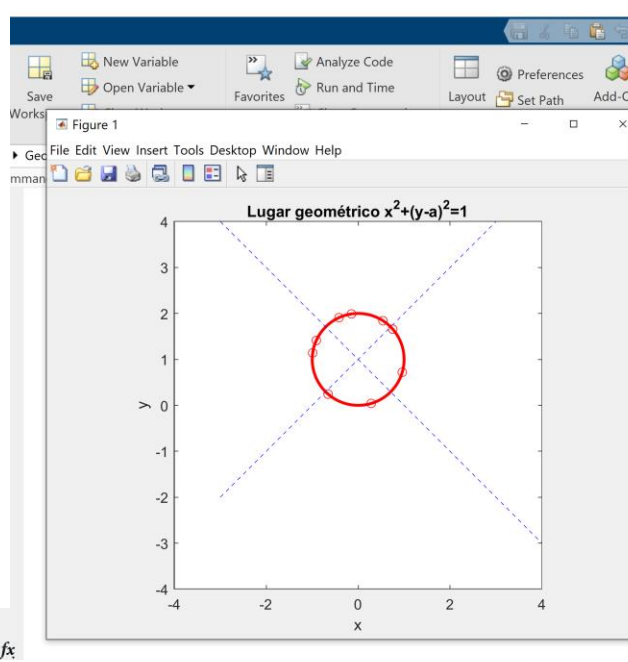 New Variable
Analyze Code
Save
Open Variable
Favorites
Run and Time
Layout
Preferences
Set Path
Figure 1
File Edit View Insert Tools Desktop Window Help
Lugar geométrico x²+(y-a)²=1
4
3
2
1
0
-1
-2
-3
-4
y
-4 -2 0 2 4
x
fx